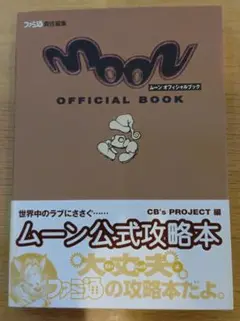 ファミ通 責任編集
moon
ムーン オフィシャルブック
OFFICIAL BOOK
世界中のラブにささぐ……
CB's PROJECT 編
ムーン公式攻略本
大丈夫。
ファミ通の攻略本だよ。